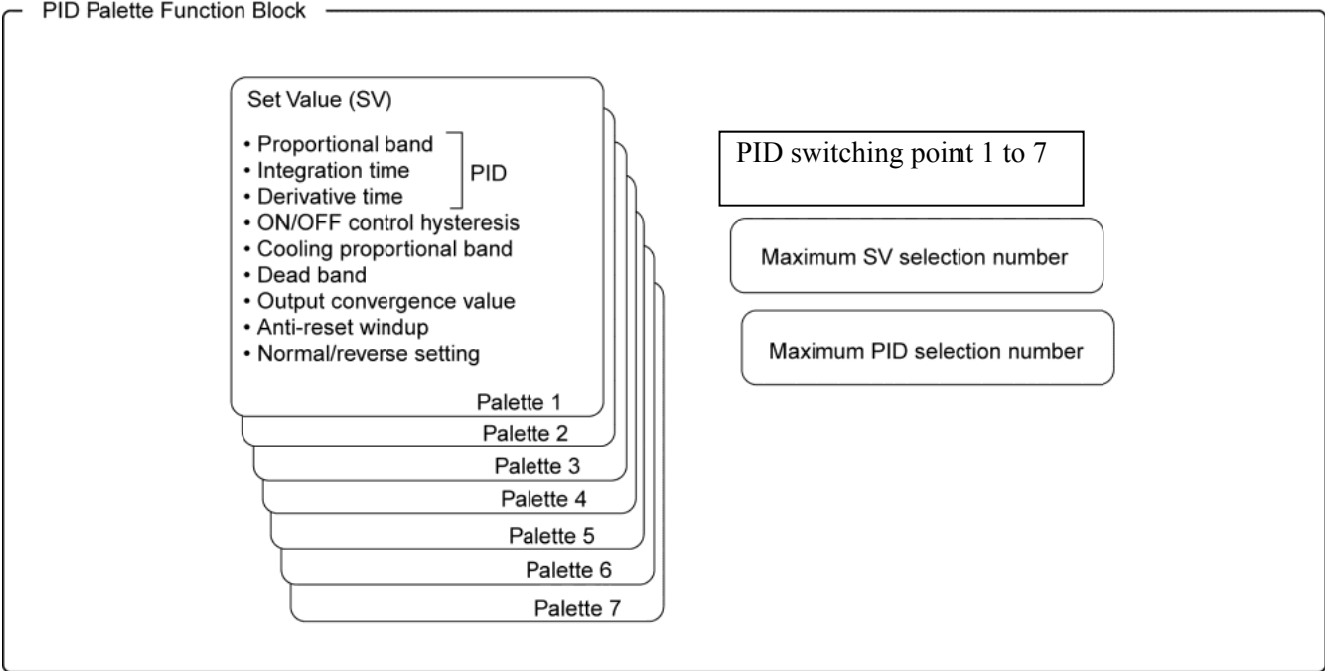 PID Palette Function Block
Set Value (SV)
• Proportional band
• Integration time
• Derivative time
PID
• ON/OFF control hysteresis
• Cooling proportional band
• Dead band
• Output convergence value
• Anti-reset windup
• Normal/reverse setting
Palette 1
Palette 2
Palette 3
Palette 4
Palette 5
Palette 6
Palette 7
PID switching point 1 to 7
Maximum SV selection number
Maximum PID selection number